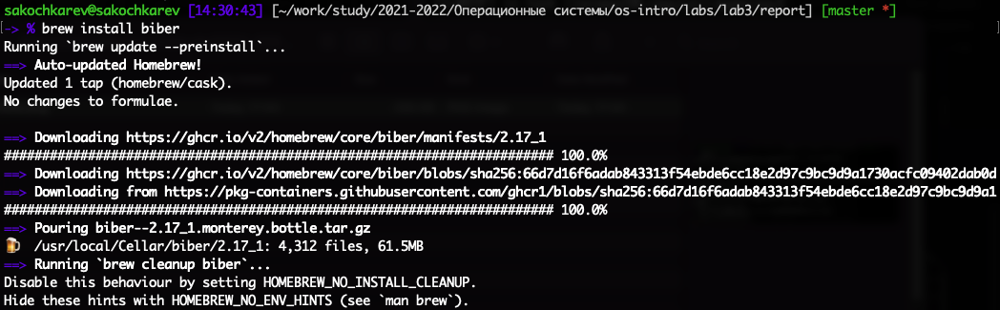 sakochkarev@sakochkarev [14:30:43] [~/work/study/2021-2022/Операционные системы/os-intro/labs/lab3/report] [master *]
-> % brew install biber
Running `brew update --preinstall`...
==> Auto-updated Homebrew!
Updated 1 tap (homebrew/cask).
No changes to formulae.
==> Downloading https://ghcr.io/v2/homebrew/core/biber/manifests/2.17_1
######################################################################## 100.0%
==> Downloading https://ghcr.io/v2/homebrew/core/biber/blobs/sha256:66d7d16f6adab843313f54ebde6cc18e2d97c9bc9d9a1730acfc09402dab0d
==> Downloading from https://pkg-containers.githubusercontent.com/ghcr1/blobs/sha256:66d7d16f6adab843313f54ebde6cc18e2d97c9bc9d9a1
######################################################################## 100.0%
==> Pouring biber--2.17_1.monterey.bottle.tar.gz
🍺  /usr/local/Cellar/biber/2.17_1: 4,312 files, 61.5MB
==> Running `brew cleanup biber`...
Disable this behaviour by setting HOMEBREW_NO_INSTALL_CLEANUP.
Hide these hints with HOMEBREW_NO_ENV_HINTS (see `man brew`).